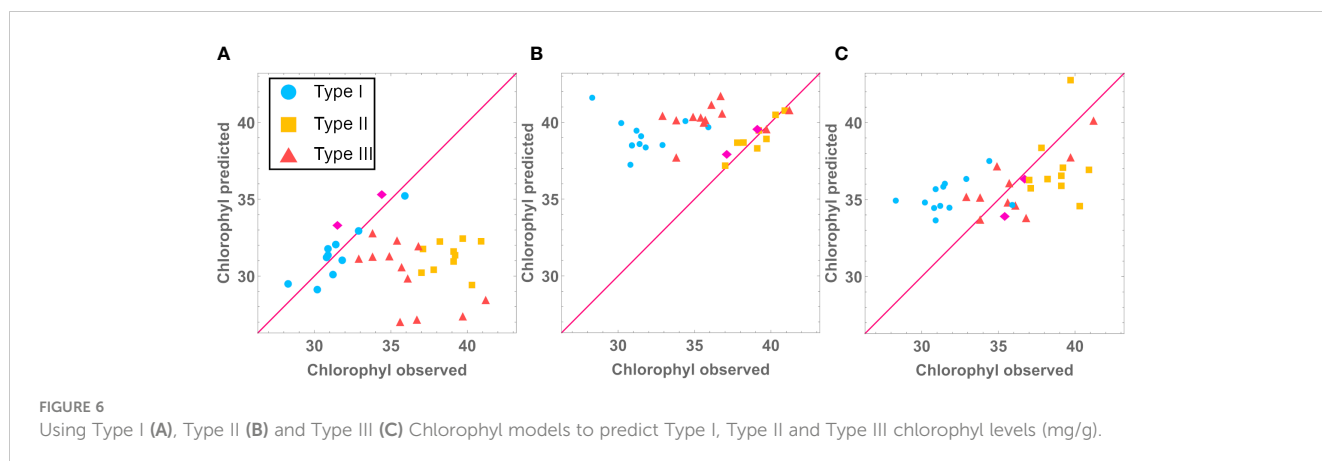 A
B
C
Type I
Type II
Type III
Chlorophyl predicted
40
35
30
30
35
40
Chlorophyl observed
Chlorophyl predicted
40
35
30
30
35
40
Chlorophyl observed
Chlorophyl predicted
40
35
30
30
35
40
Chlorophyl observed
FIGURE 6
Using Type I (A), Type II (B) and Type III (C) Chlorophyl models to predict Type I, Type II and Type III chlorophyl levels (mg/g).